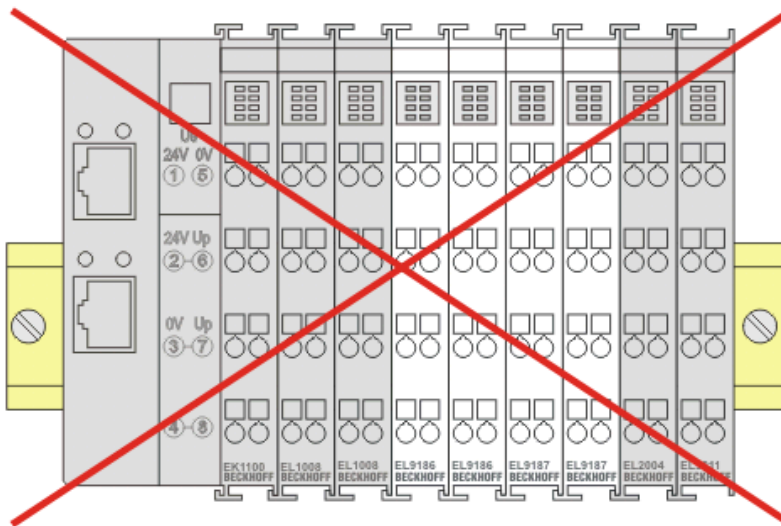 Us
24V 0V
1 5
24V Up
2 6
0V Up
3 7
4 8
EK1100 EL1008 EL1008 EL9186 EL9186 EL9187 EL9187 EL2004
BECKHOFF BECKHOFF BECKHOFF BECKHOFF BECKHOFF BECKHOFF BECKHOFF BECKHOFF BECKHOFF